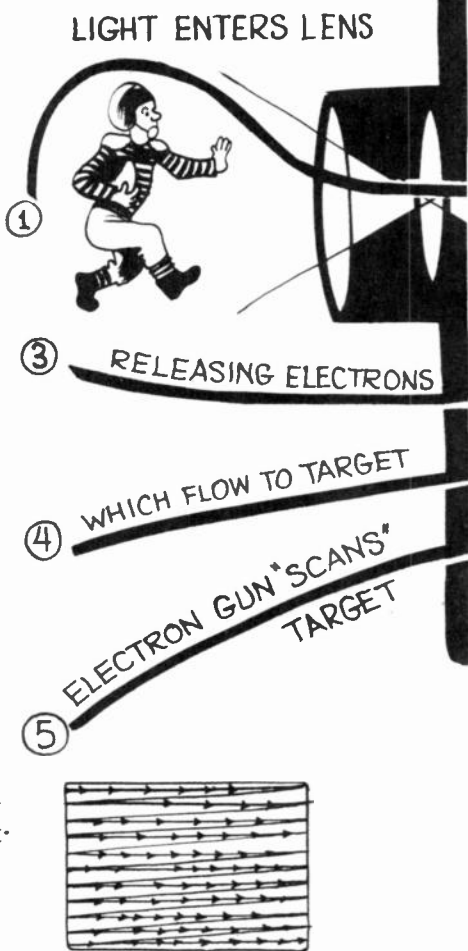 LIGHT ENTERS LENS
1
3
RELEASING ELECTRONS
4
WHICH FLOW TO TARGET
5
ELECTRON GUN "SCANS"
TARGET